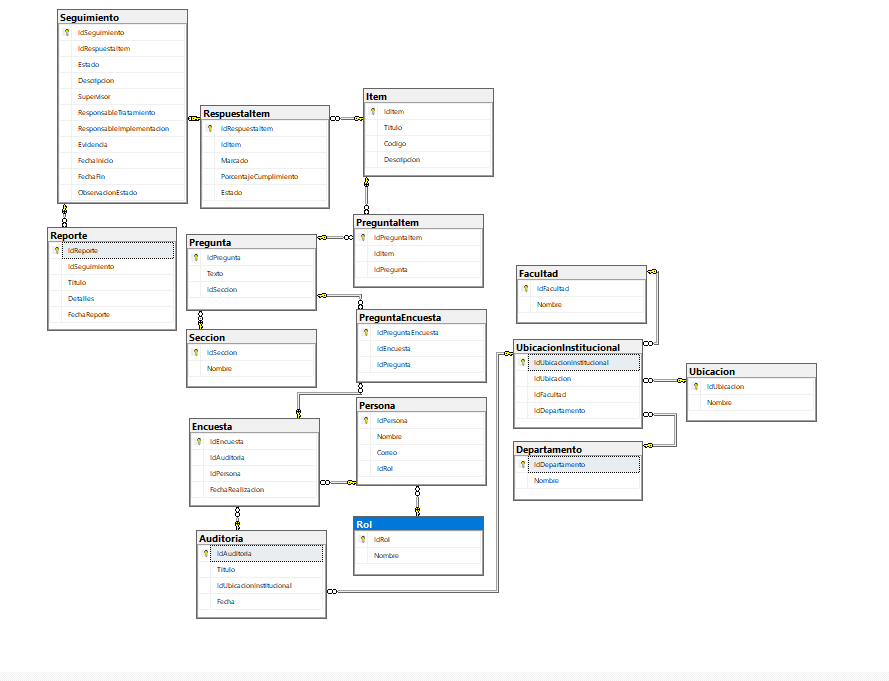 Seguimiento
IdSeguimiento
IdRespuestaItem
Estado
Descripcion
Supervisor
ResponsableTratamiento
ResponsableImplementacion
Evidencia
FechaInicio
FechaFin
ObservacionEstado
RespuestaItem
IdRespuestaItem
IdItem
Marcado
PorcentajeCumplimiento
Estado
Item
IdItem
Titulo
Codigo
Descripcion
Reporte
IdReporte
IdSeguimiento
Titulo
Detalles
FechaReporte
Pregunta
IdPregunta
Texto
IdSeccion
PreguntaItem
IdPreguntaItem
IdItem
IdPregunta
Seccion
IdSeccion
Nombre
PreguntaEncuesta
IdPreguntaEncuesta
IdEncuesta
IdPregunta
Facultad
IdFacultad
Nombre
UbicacionInstitucional
IdUbicacionInstitucional
IdUbicacion
IdFacultad
IdDepartamento
Ubicacion
IdUbicacion
Nombre
Departamento
IdDepartamento
Nombre
Encuesta
IdEncuesta
IdAuditoria
IdPersona
FechaRealizacion
Persona
IdPersona
Nombre
Correo
IdRol
Rol
IdRol
Nombre
Auditoria
IdAuditoria
Titulo
IdUbicacionInstitucional
Fecha